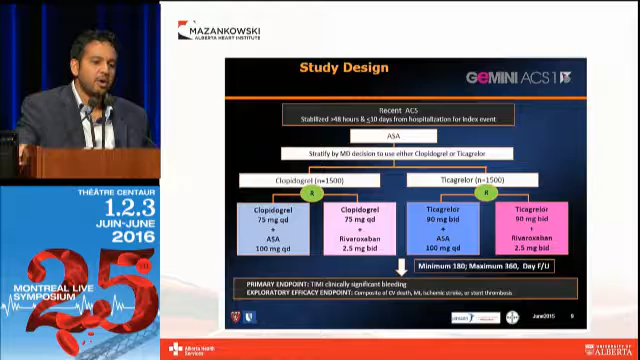 MAZANKOWSKI
ALBERTA HEART INSTITUTE
Study Design
GEMINI ACS 1
Recent ACS
Stabilized >48 hours & ≤10 days from hospitalization for Index event
ASA
Stratify by MD decision to use either Clopidogrel or Ticagrelor
Clopidogrel (n=1500)
Ticagrelor (n=1500)
R
R
Clopidogrel
75 mg qd
+
ASA
100 mg qd
Clopidogrel
75 mg qd
+
Rivaroxaban
2.5 mg bid
Ticagrelor
90 mg bid
+
ASA
100 mg qd
Ticagrelor
90 mg bid
+
Rivaroxaban
2.5 mg bid
Minimum 180; Maximum 360, Day F/U
PRIMARY ENDPOINT: TIMI clinically significant bleeding
EXPLORATORY EFFICACY ENDPOINT: Composite of CV death, MI, ischemic stroke, or stent thrombosis
janssen
BAYER
June2015
9
Alberta Health
Services
UNIVERSITY OF
ALBERTA
THÉÂTRE CENTAUR
1.2.3
JUIN-JUNE
2016
25
MONTREAL LIVE
SYMPOSIUM